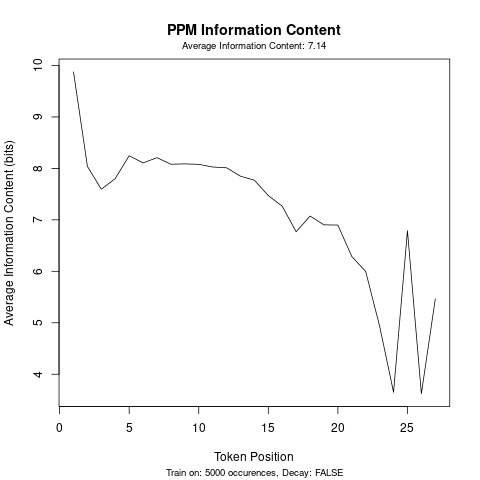 PPM Information Content
Average Information Content: 7.14
Average Information Content (bits)
10
9
8
7
6
5
4
0 5 10 15 20 25
Token Position
Train on: 5000 occurences, Decay: FALSE